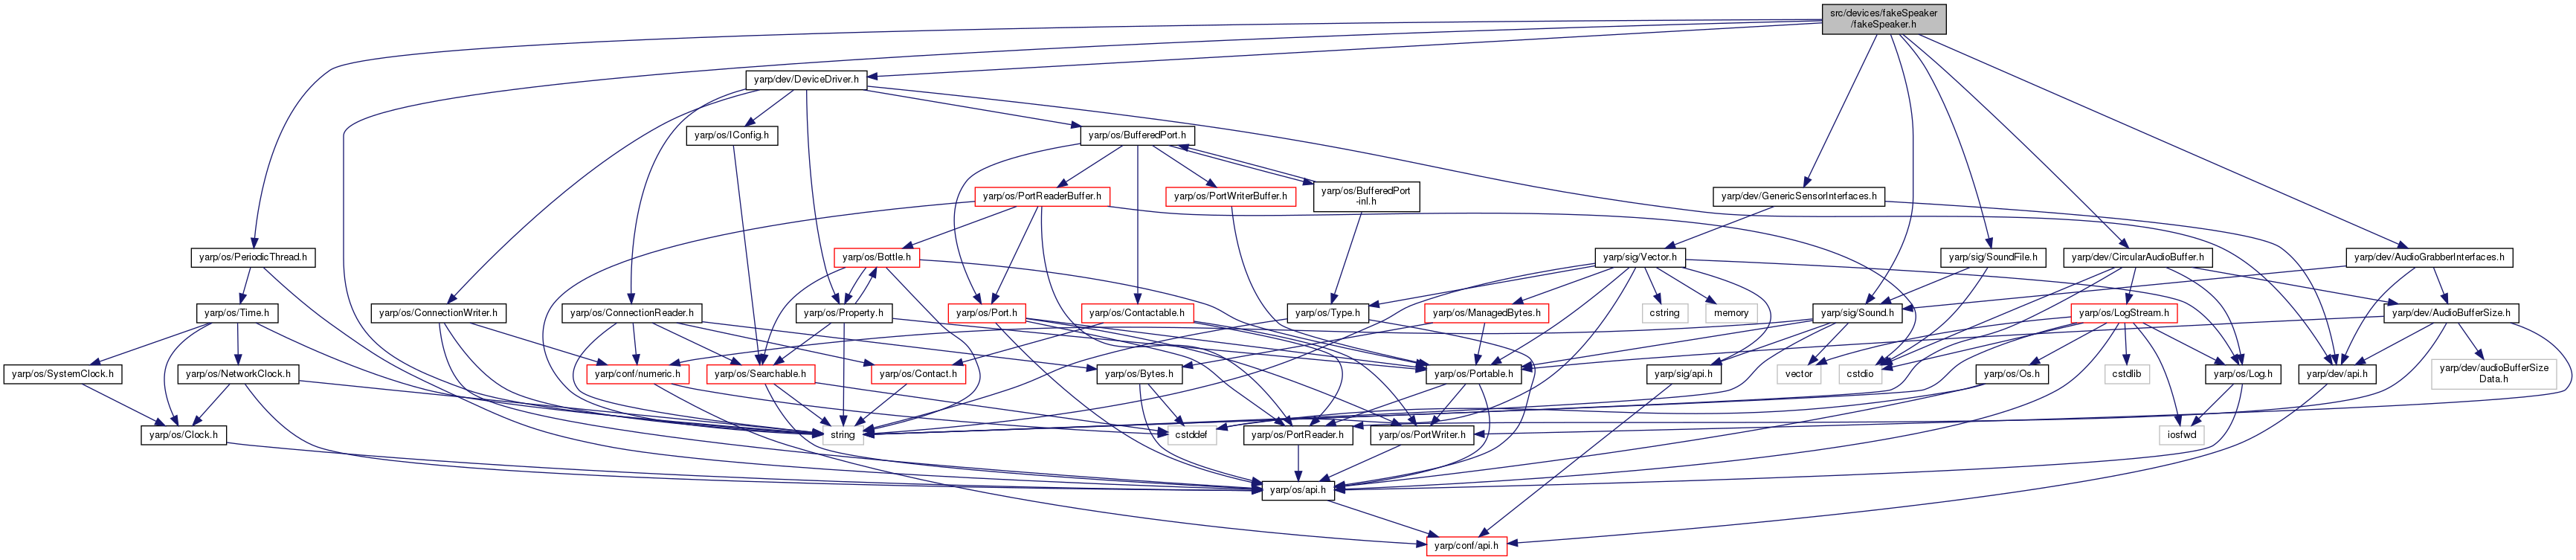 src/devices/fakeSpeaker
/fakeSpeaker.h
yarp/dev/DeviceDriver.h
yarp/os/IConfig.h
yarp/os/BufferedPort.h
yarp/os/PortReaderBuffer.h
yarp/os/PortWriterBuffer.h
yarp/os/BufferedPort
-inl.h
yarp/dev/GenericSensorInterfaces.h
yarp/os/PeriodicThread.h
yarp/os/Bottle.h
yarp/sig/Vector.h
yarp/sig/SoundFile.h
yarp/dev/CircularAudioBuffer.h
yarp/dev/AudioGrabberInterfaces.h
yarp/os/Time.h
yarp/os/ConnectionWriter.h
yarp/os/ConnectionReader.h
yarp/os/Property.h
yarp/os/Port.h
yarp/os/Contactable.h
yarp/os/Type.h
yarp/os/ManagedBytes.h
cstring
memory
yarp/sig/Sound.h
yarp/os/LogStream.h
yarp/dev/AudioBufferSize.h
yarp/os/SystemClock.h
yarp/os/NetworkClock.h
yarp/conf/numeric.h
yarp/os/Searchable.h
yarp/os/Contact.h
yarp/os/Bytes.h
yarp/os/Portable.h
yarp/sig/api.h
vector
cstdio
yarp/os/Os.h
cstdlib
yarp/os/Log.h
yarp/dev/api.h
yarp/dev/audioBufferSize
Data.h
yarp/os/Clock.h
string
cstddef
yarp/os/PortReader.h
yarp/os/PortWriter.h
iosfwd
yarp/os/api.h
yarp/conf/api.h